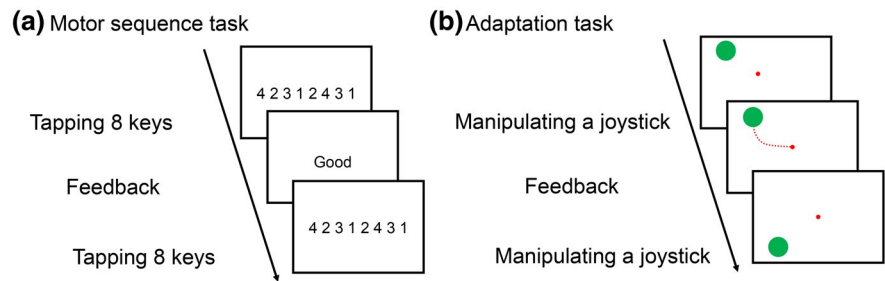 (a) Motor sequence task
4 2 3 1 2 4 3 1
Tapping 8 keys
Good
Feedback
4 2 3 1 2 4 3 1
Tapping 8 keys
(b) Adaptation task
Manipulating a joystick
Feedback
Manipulating a joystick